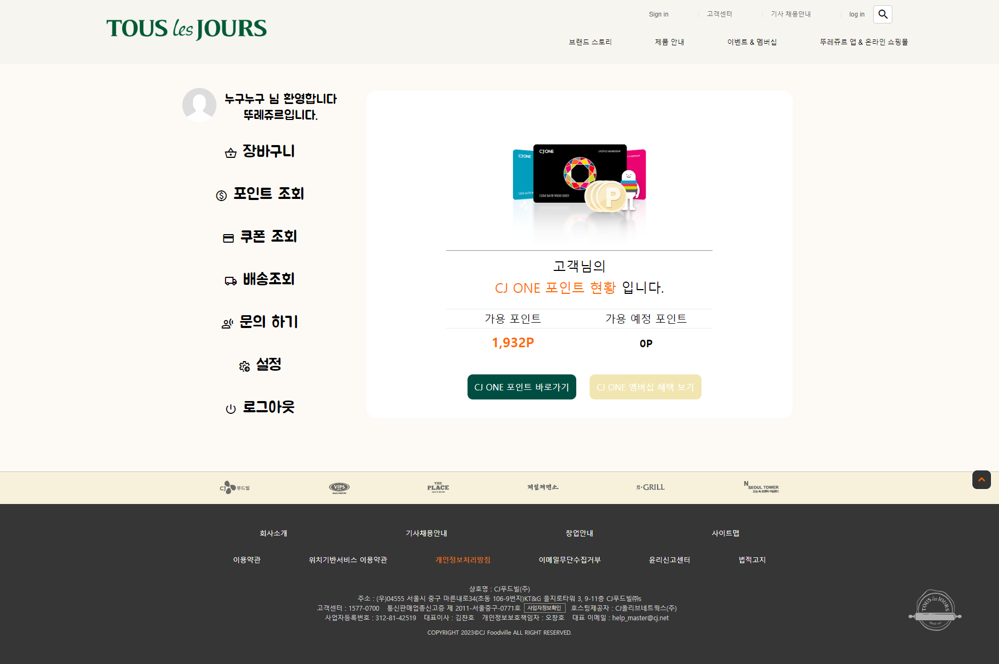 TOUS les JOURS
Sign in
고객센터
기사 채용안내
log in
브랜드 스토리
제품 안내
이벤트 & 멤버십
뚜레쥬르 앱 & 온라인 쇼핑몰
누구누구 님 환영합니다
뚜레쥬르입니다.
장바구니
포인트 조회
쿠폰 조회
배송조회
문의 하기
설정
로그아웃
CJ ONE
CJ ONE
LIFESTYLE MEMBERSHIP
1234 5678 9000 0001
P
고객님의
CJ ONE 포인트 현황 입니다.
가용 포인트
가용 예정 포인트
1,932P
0P
CJ ONE 포인트 바로가기
CJ ONE 멤버십 혜택 보기
CJ 푸드빌
VIPS
THE PLACE
제일제면소
n·GRILL
N SEOUL TOWER
회사소개
기사채용안내
창업안내
사이트맵
이용약관
위치기반서비스 이용약관
개인정보처리방침
이메일무단수집거부
윤리신고센터
법적고지
상호명 : CJ푸드빌(주)
주소 : (우)04555 서울시 중구 마른내로34(초동 106-9번지)KT&G 을지로타워 3, 9-11층 CJ푸드빌㈜s
고객센터 : 1577-0700 통신판매업종신고증 제 2011-서울중구-0771호 사업자정보확인 호스팅제공자 : CJ올리브네트웍스(주)
사업자등록번호 : 312-81-42519 대표이사 : 김찬호 개인정보보호책임자 : 오창호 대표 이메일 : help_master@cj.net
COPYRIGHT 2023©CJ Foodville ALL RIGHT RESERVED.
TOUS les JOURS